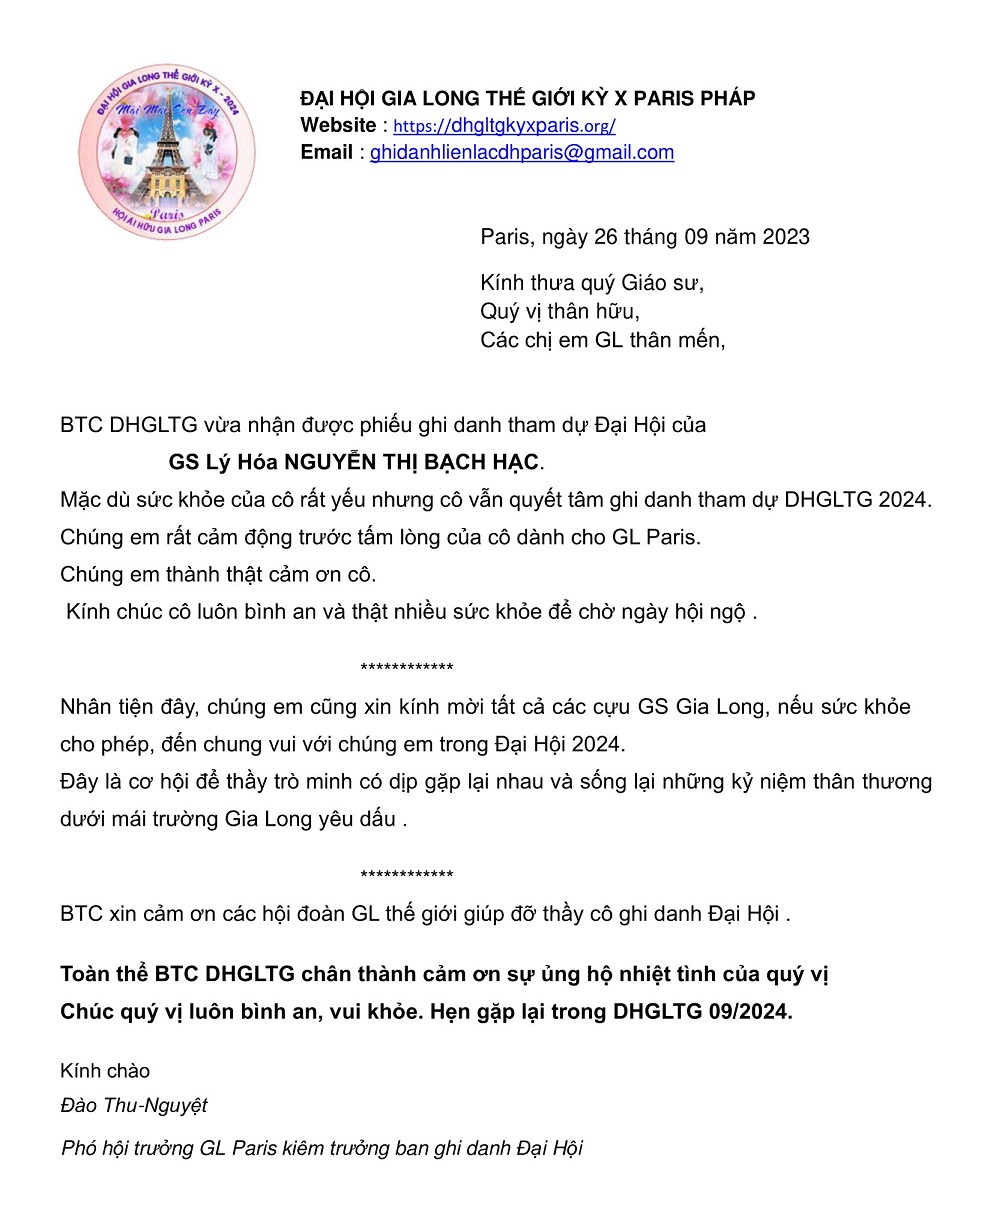 ĐẠI HỘI GIA LONG THẾ GIỚI KỲ X - 2024
Mãi Mãi Còn Đây
Paris
HỘI ÁI HỮU GIA LONG PARIS
ĐẠI HỘI GIA LONG THẾ GIỚI KỲ X PARIS PHÁP
Website : https://dhgltgkyxparis.org/
Email : ghidanhlienlacdhparis@gmail.com
Paris, ngày 26 tháng 09 năm 2023
Kính thưa quý Giáo sư,
Quý vị thân hữu,
Các chị em GL thân mến,
BTC DHGLTG vừa nhận được phiếu ghi danh tham dự Đại Hội của
GS Lý Hóa NGUYỄN THỊ BẠCH HẠC.
Mặc dù sức khỏe của cô rất yếu nhưng cô vẫn quyết tâm ghi danh tham dự DHGLTG 2024.
Chúng em rất cảm động trước tấm lòng của cô dành cho GL Paris.
Chúng em thành thật cảm ơn cô.
Kính chúc cô luôn bình an và thật nhiều sức khỏe để chờ ngày hội ngộ .
************
Nhân tiện đây, chúng em cũng xin kính mời tất cả các cựu GS Gia Long, nếu sức khỏe
cho phép, đến chung vui với chúng em trong Đại Hội 2024.
Đây là cơ hội để thầy trò minh có dịp gặp lại nhau và sống lại những kỷ niệm thân thương
dưới mái trường Gia Long yêu dấu .
************
BTC xin cảm ơn các hội đoàn GL thế giới giúp đỡ thầy cô ghi danh Đại Hội .
Toàn thể BTC DHGLTG chân thành cảm ơn sự ủng hộ nhiệt tình của quý vị
Chúc quý vị luôn bình an, vui khỏe. Hẹn gặp lại trong DHGLTG 09/2024.
Kính chào
Đào Thu-Nguyệt
Phó hội trưởng GL Paris kiêm trưởng ban ghi danh Đại Hội